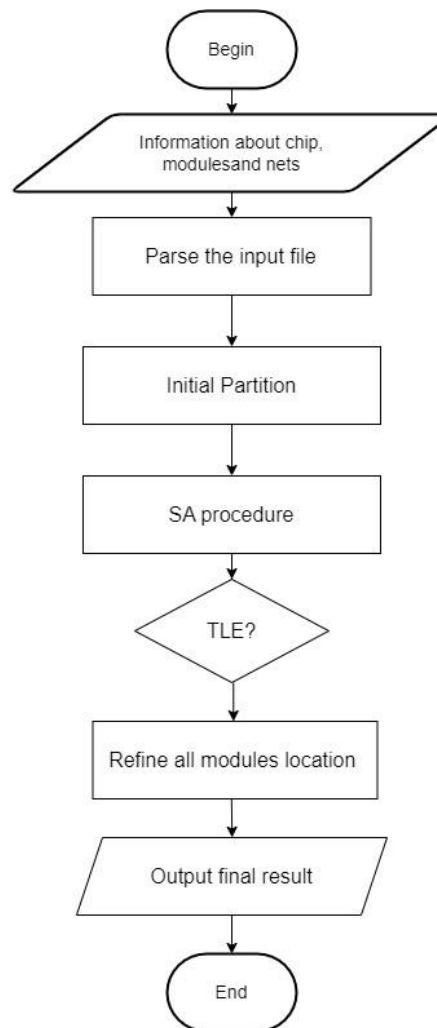 Begin
Information about chip,
modulesand nets
Parse the input file
Initial Partition
SA procedure
TLE?
Refine all modules location
Output final result
End